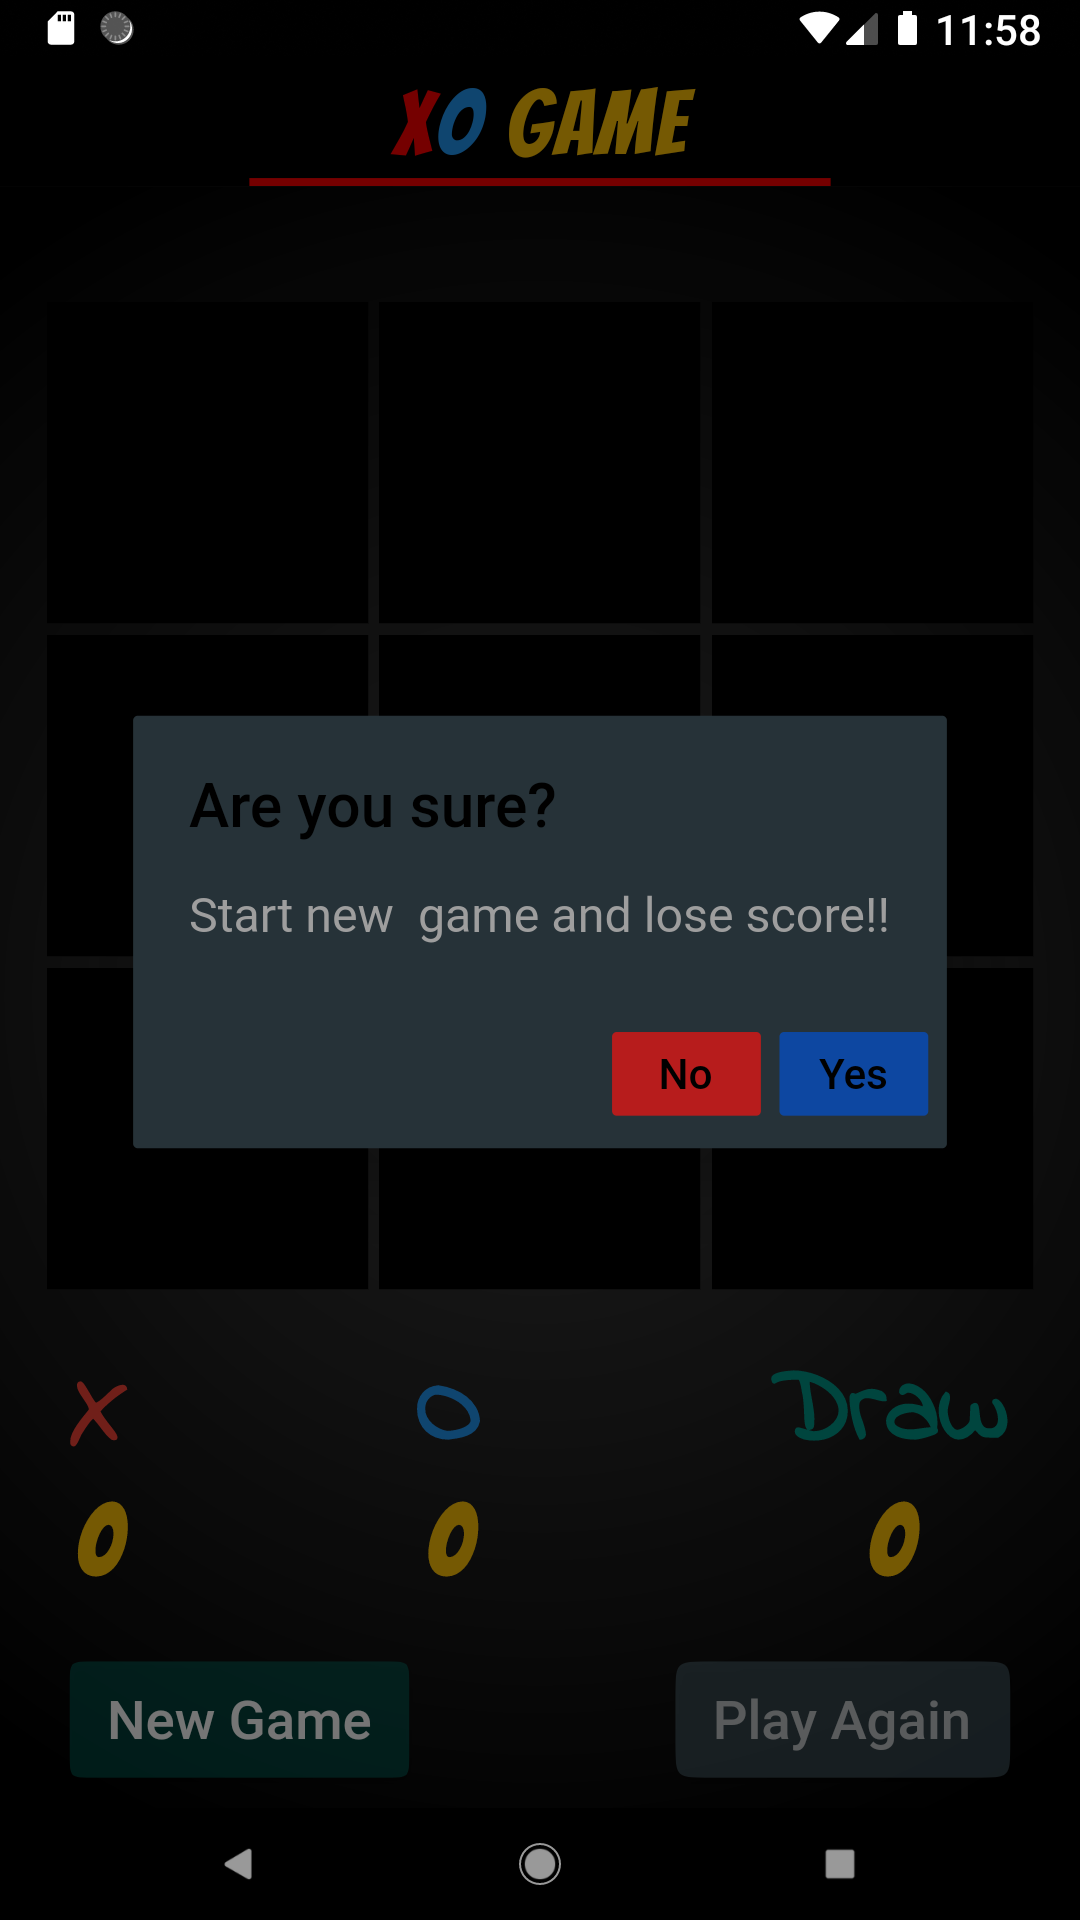 11:58
XO GAME
Are you sure?
Start new  game and lose score!!
No Yes
X O Draw
0 0 0
New Game Play Again